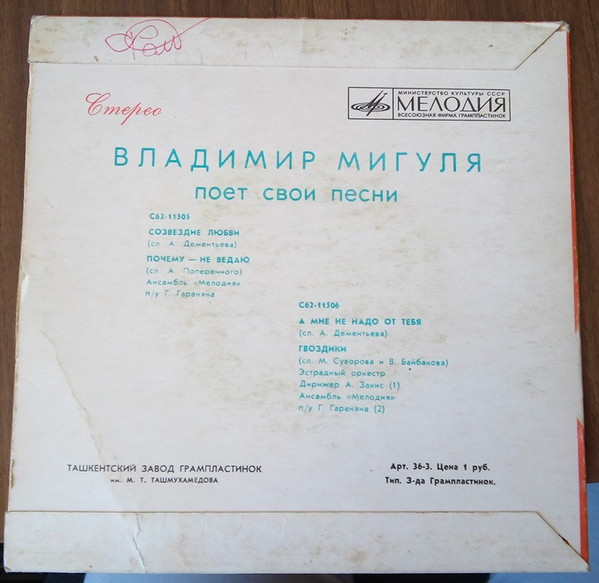 Стерео
МИНИСТЕРСТВО КУЛЬТУРЫ СССР
МЕЛОДИЯ
ВСЕСОЮЗНАЯ ФИРМА ГРАМПЛАСТИНОК
ВЛАДИМИР МИГУЛЯ
поет свои песни
С62-11505
СОЗВЕЗДИЕ ЛЮБВИ
(сл. А. Дементьева)
ПОЧЕМУ — НЕ ВЕДАЮ
(сл. А. Поперечного)
Ансамбль «Мелодия»
п/у Г. Гараняна
С62-11506
А МНЕ НЕ НАДО ОТ ТЕБЯ
(сл. А. Дементьева)
ГВОЗДИКИ
(сл. М. Суворова и В. Байбакова)
Эстрадный оркестр
Дирижер А. Закис (1)
Ансамбль «Мелодия»
п/у Г. Гараняна (2)
ТАШКЕНТСКИЙ ЗАВОД ГРАМПЛАСТИНОК
им. М. Т. ТАШМУХАМЕДОВА
Арт. 36-3. Цена 1 руб.
Тип. З-да Грампластинок.